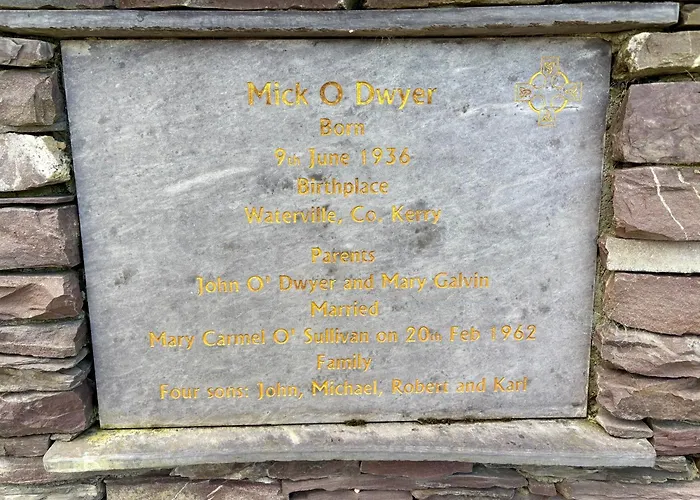 Mick O Dwyer
Born
9th June 1936
Birthplace
Waterville, Co. Kerry
Parents
John O' Dwyer and Mary Galvin
Married
Mary Carmel O' Sullivan on 20th Feb 1962
Family
Four sons: John, Michael, Robert and Karl